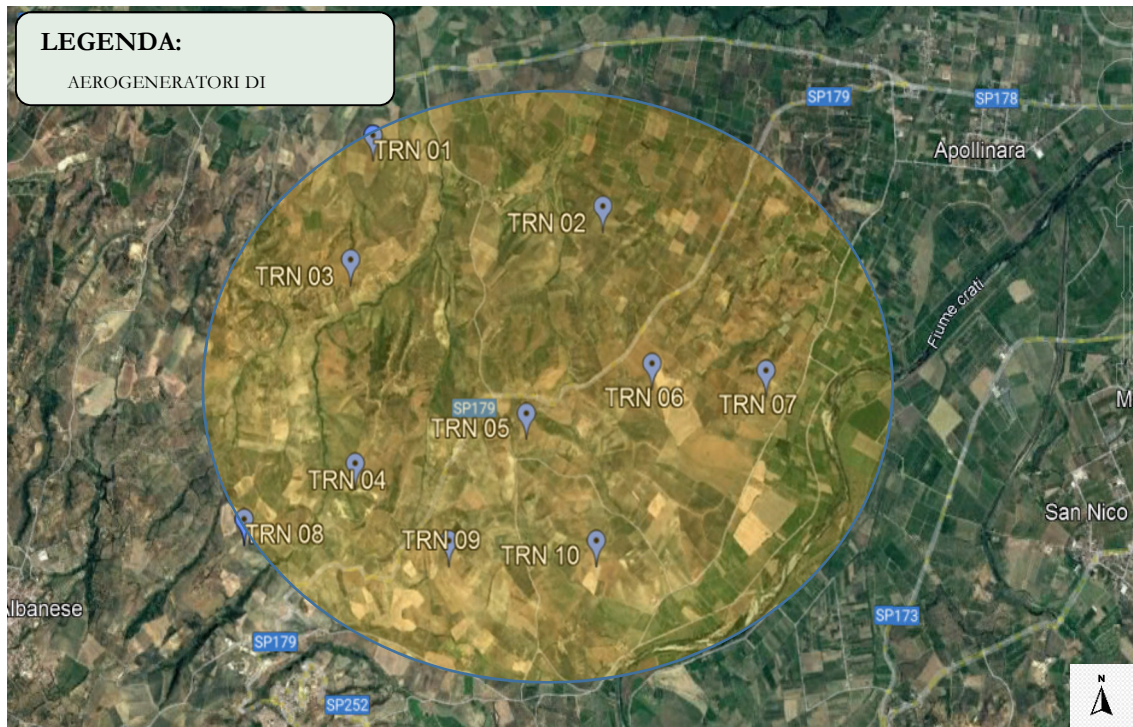 LEGENDA:
AEROGENERATORI DI
SP179
SP178
Apollinara
TRN 01
TRN 02
TRN 03
Fiume crati
TRN 06
TRN 07
SP179
TRN 05
M
TRN 04
San Nico
TRN 08
TRN 09
TRN 10
Albanese
SP173
SP179
SP252
N